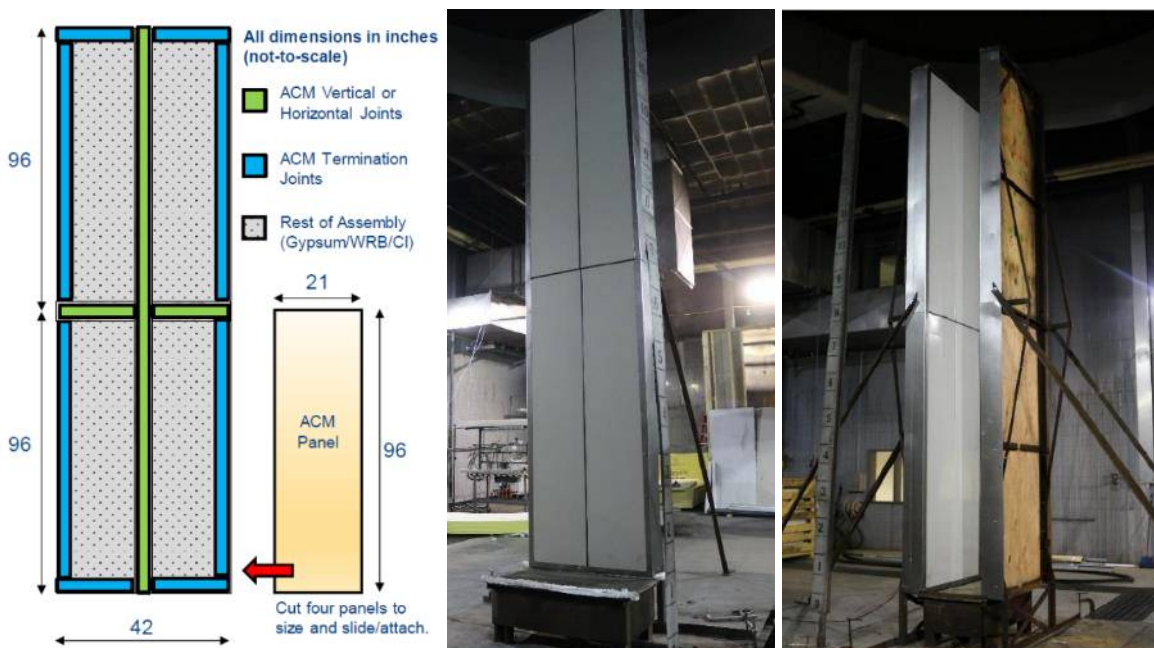 All dimensions in inches
(not-to-scale)
ACM Vertical or
Horizontal Joints
96
ACM Termination
Joints
Rest of Assembly
(Gypsum/WRB/CI)
21
ACM
Panel
96
96
Cut four panels to
size and slide/attach.
42